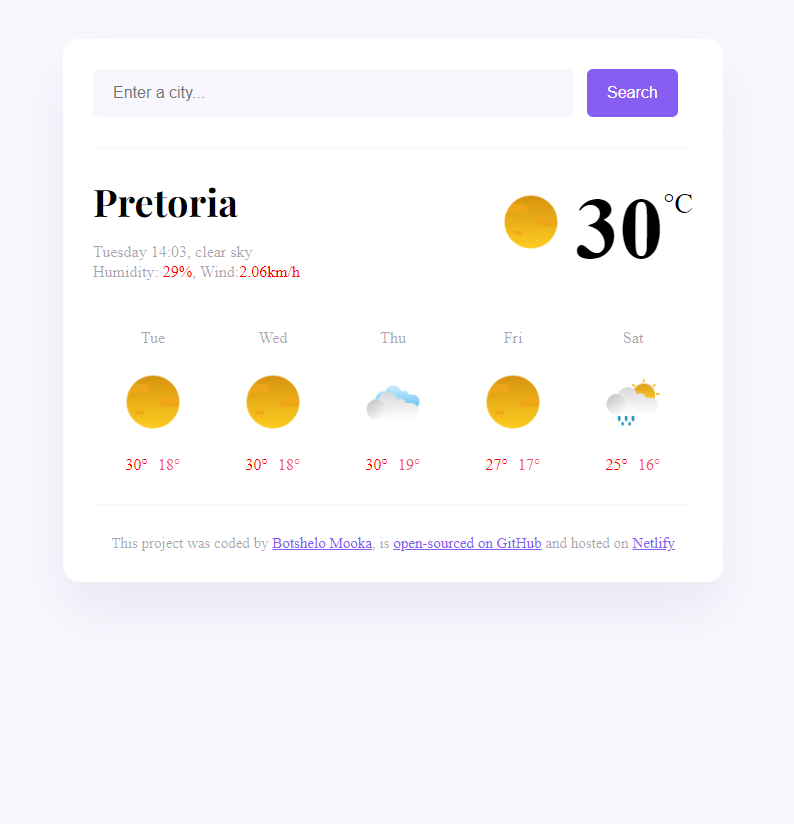 Enter a city...
Search
Pretoria
30°C
Tuesday 14:03, clear sky
Humidity: 29%, Wind:2.06km/h
Tue Wed Thu Fri Sat
30° 18° 30° 18° 30° 19° 27° 17° 25° 16°
This project was coded by Botshelo Mooka, is open-sourced on GitHub and hosted on Netlify